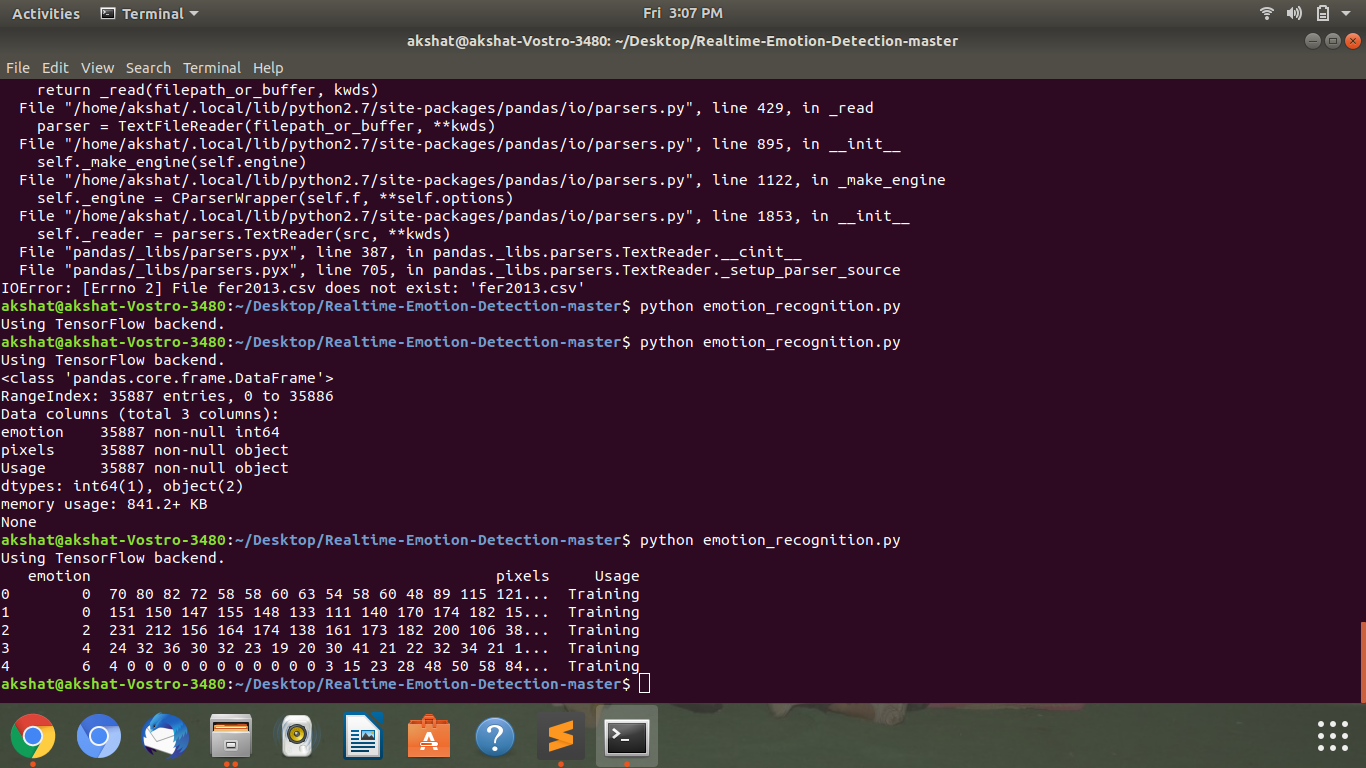 Activities Terminal Fri 3:07 PM
akshat@akshat-Vostro-3480: ~/Desktop/Realtime-Emotion-Detection-master
File Edit View Search Terminal Help
    return _read(filepath_or_buffer, kwds)
  File "/home/akshat/.local/lib/python2.7/site-packages/pandas/io/parsers.py", line 429, in _read
    parser = TextFileReader(filepath_or_buffer, **kwds)
  File "/home/akshat/.local/lib/python2.7/site-packages/pandas/io/parsers.py", line 895, in __init__
    self._make_engine(self.engine)
  File "/home/akshat/.local/lib/python2.7/site-packages/pandas/io/parsers.py", line 1122, in _make_engine
    self._engine = CParserWrapper(self.f, **self.options)
  File "/home/akshat/.local/lib/python2.7/site-packages/pandas/io/parsers.py", line 1853, in __init__
    self._reader = parsers.TextReader(src, **kwds)
  File "pandas/_libs/parsers.pyx", line 387, in pandas._libs.parsers.TextReader.__cinit__
  File "pandas/_libs/parsers.pyx", line 705, in pandas._libs.parsers.TextReader._setup_parser_source
IOError: [Errno 2] File fer2013.csv does not exist: 'fer2013.csv'
akshat@akshat-Vostro-3480:~/Desktop/Realtime-Emotion-Detection-master$ python emotion_recognition.py
Using TensorFlow backend.
akshat@akshat-Vostro-3480:~/Desktop/Realtime-Emotion-Detection-master$ python emotion_recognition.py
Using TensorFlow backend.
<class 'pandas.core.frame.DataFrame'>
RangeIndex: 35887 entries, 0 to 35886
Data columns (total 3 columns):
emotion    35887 non-null int64
pixels     35887 non-null object
Usage      35887 non-null object
dtypes: int64(1), object(2)
memory usage: 841.2+ KB
None
akshat@akshat-Vostro-3480:~/Desktop/Realtime-Emotion-Detection-master$ python emotion_recognition.py
Using TensorFlow backend.
   emotion                                             pixels     Usage
0        0  70 80 82 72 58 58 60 63 54 58 60 48 89 115 121...  Training
1        0  151 150 147 155 148 133 111 140 170 174 182 15...  Training
2        2  231 212 156 164 174 138 161 173 182 200 106 38...  Training
3        4  24 32 36 30 32 23 19 20 30 41 21 22 32 34 21 1...  Training
4        6  4 0 0 0 0 0 0 0 0 0 0 0 3 15 23 28 48 50 58 84...  Training
akshat@akshat-Vostro-3480:~/Desktop/Realtime-Emotion-Detection-master$